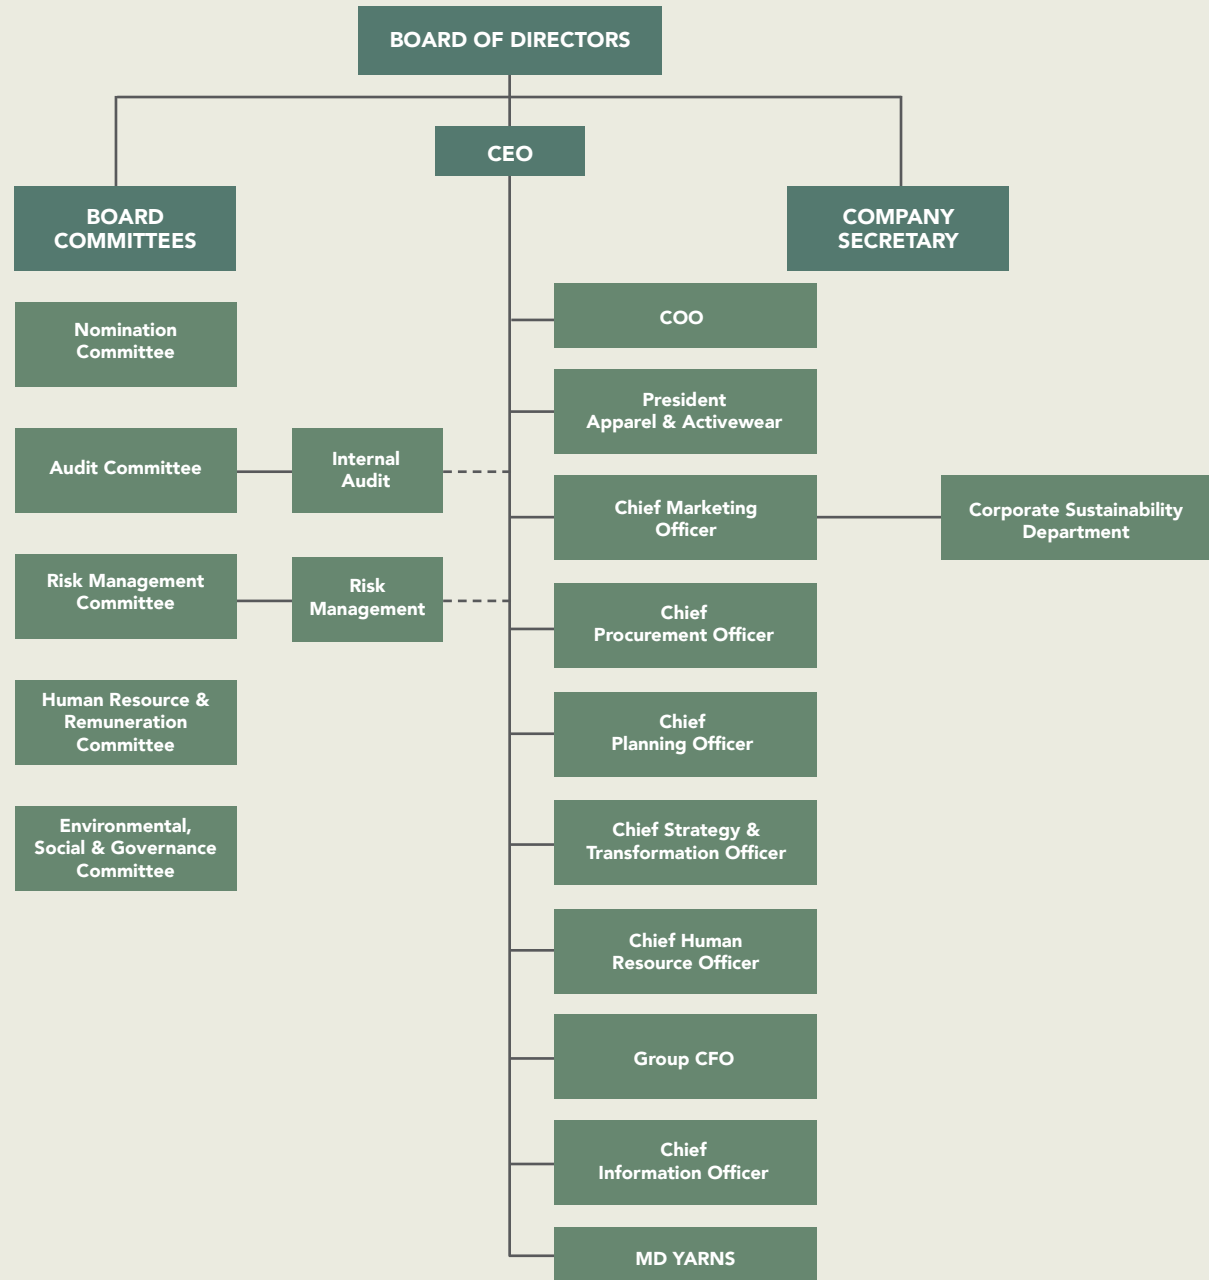 BOARD OF DIRECTORS
CEO
BOARD
COMMITTEES
COMPANY
SECRETARY
Nomination
Committee
Audit Committee
Internal
Audit
Risk Management
Committee
Risk
Management
Human Resource &
Remuneration
Committee
Environmental,
Social & Governance
Committee
COO
President
Apparel & Activewear
Chief Marketing
Officer
Corporate Sustainability
Department
Chief
Procurement Officer
Chief
Planning Officer
Chief Strategy &
Transformation Officer
Chief Human
Resource Officer
Group CFO
Chief
Information Officer
MD YARNS